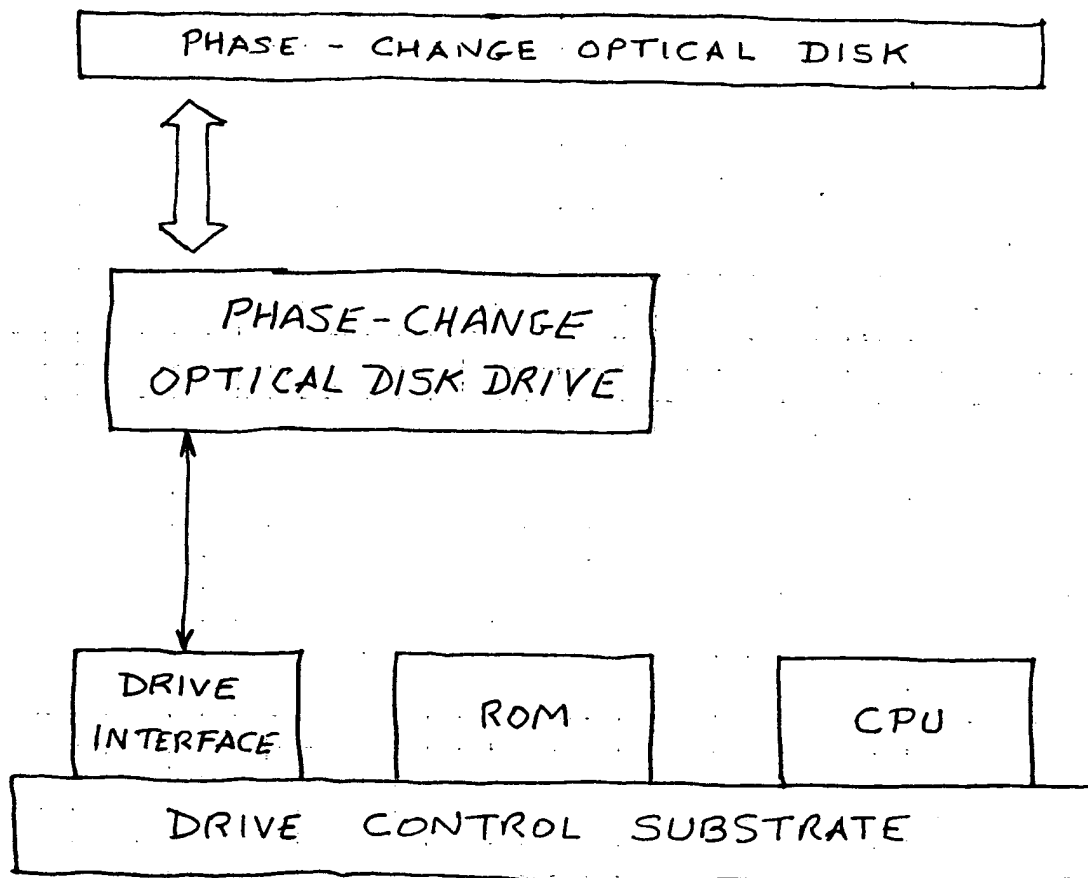 PHASE - CHANGE OPTICAL DISK
PHASE-CHANGE
OPTICAL DISK DRIVE
DRIVE
INTERFACE
ROM
CPU
DRIVE CONTROL SUBSTRATE